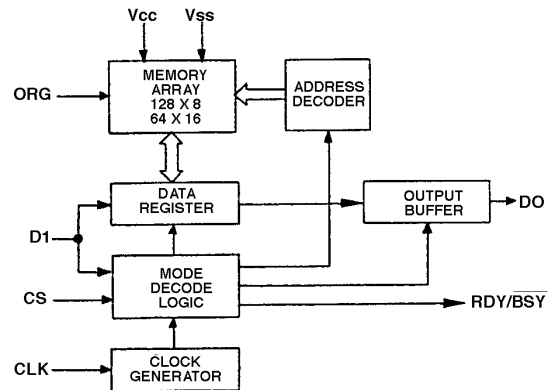 Vcc
Vss
ORG
MEMORY
ARRAY
128 X 8
64 X 16
ADDRESS
DECODER
DATA
REGISTER
OUTPUT
BUFFER
DO
D1
MODE
DECODE
LOGIC
CS
RDY/BSY
CLK
CLOCK
GENERATOR